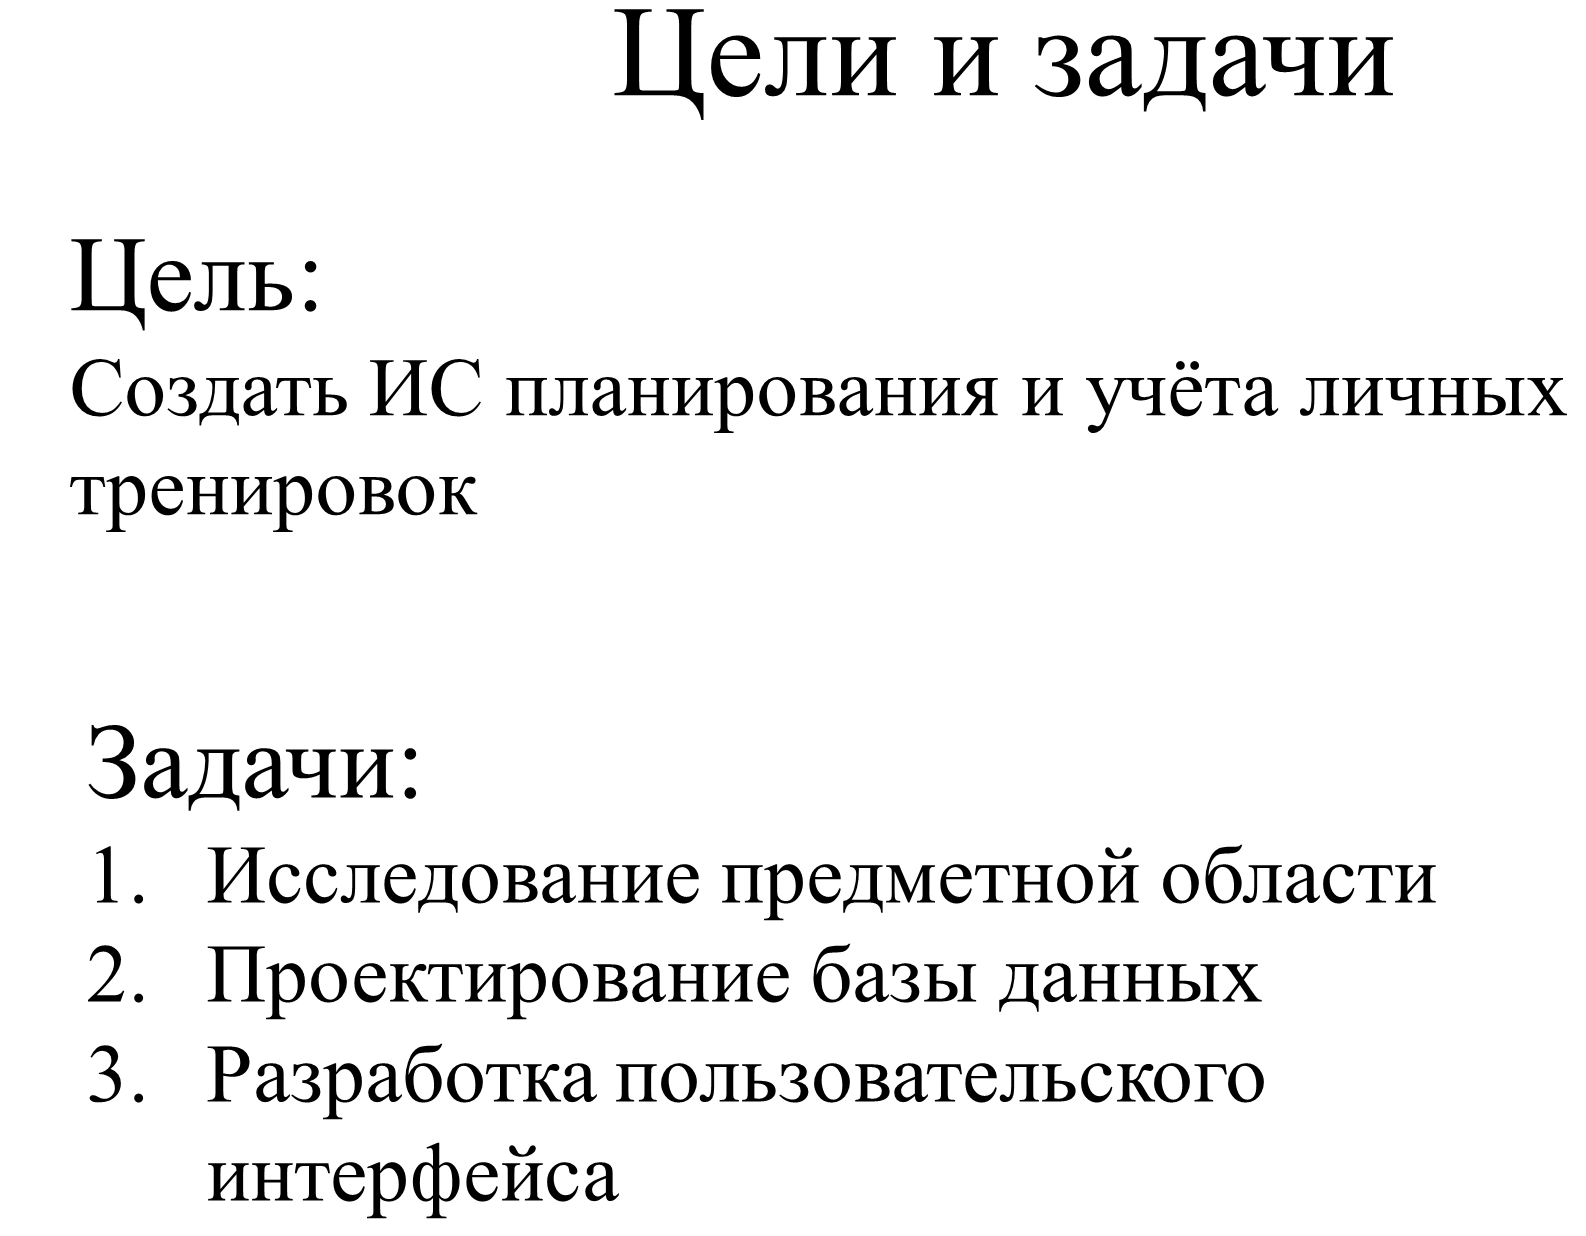 Цели и задачи
Цель:
Создать ИС планирования и учёта личных
тренировок
Задачи:
1. Исследование предметной области
2. Проектирование базы данных
3. Разработка пользовательского
интерфейса